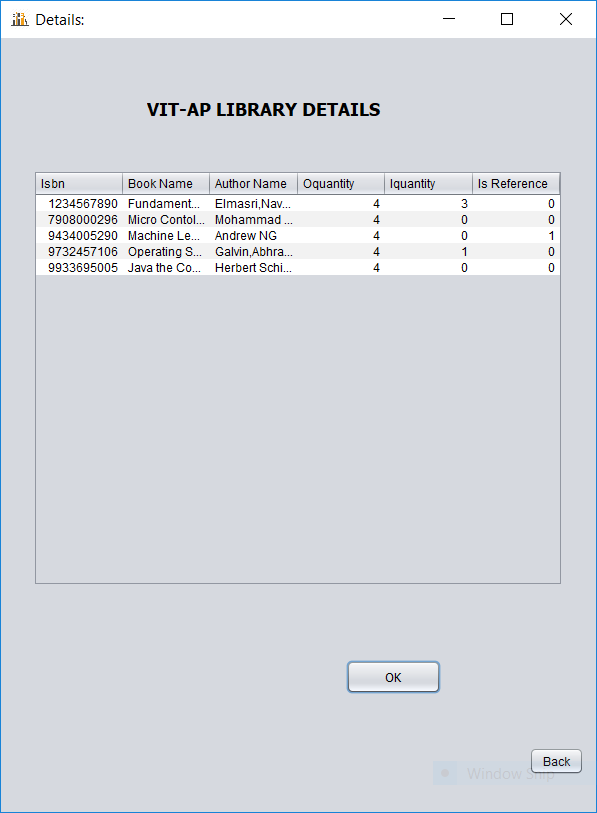 Details:
VIT-AP LIBRARY DETAILS
Isbn Book Name Author Name Oquantity Iquantity Is Reference
1234567890 Fundament... Elmasri,Nav... 4 3 0
7908000296 Micro Contol... Mohammad ... 4 0 0
9434005290 Machine Le... Andrew NG 4 0 1
9732457106 Operating S... Galvin,Abhra... 4 1 0
9933695005 Java the Co... Herbert Schi... 4 0 0
OK
Back
Window Snip